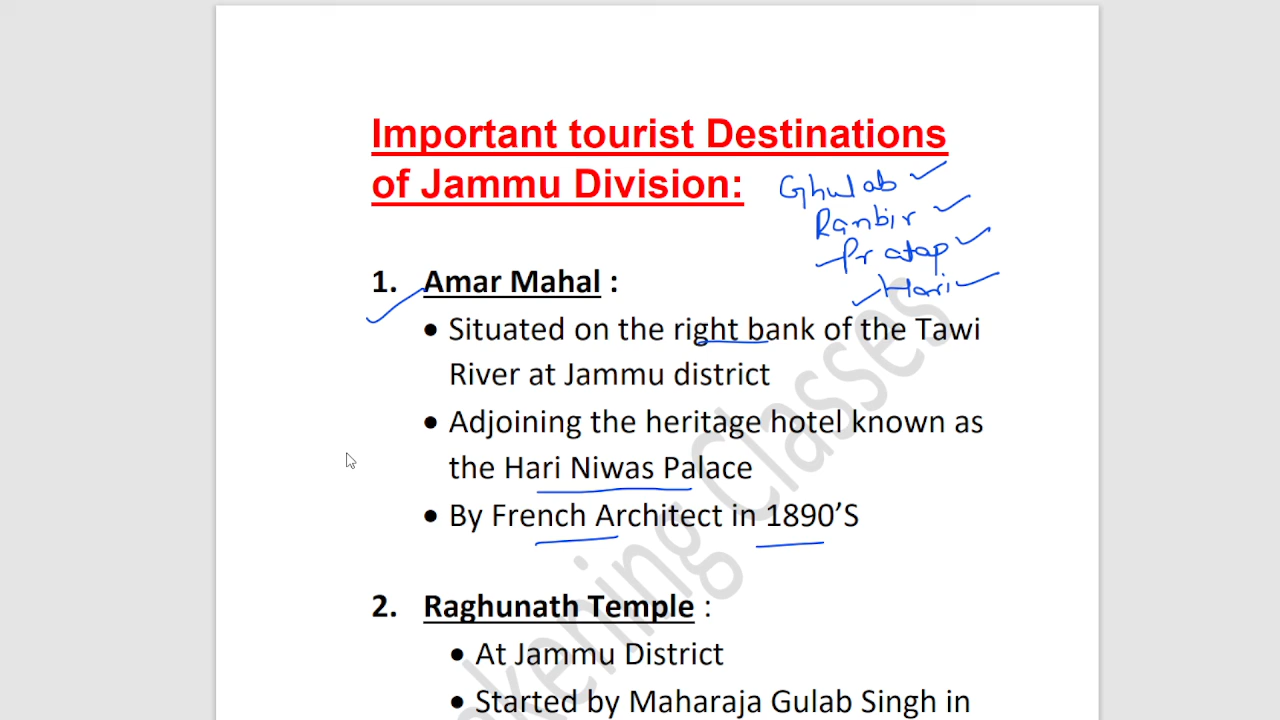 Important tourist Destinations
of Jammu Division:
Ghulab
Ranbir
Pratap
Hari
1. Amar Mahal :
• Situated on the right bank of the Tawi
River at Jammu district
• Adjoining the heritage hotel known as
the Hari Niwas Palace
• By French Architect in 1890’S
2. Raghunath Temple :
• At Jammu District
• Started by Maharaja Gulab Singh in
kening Classes